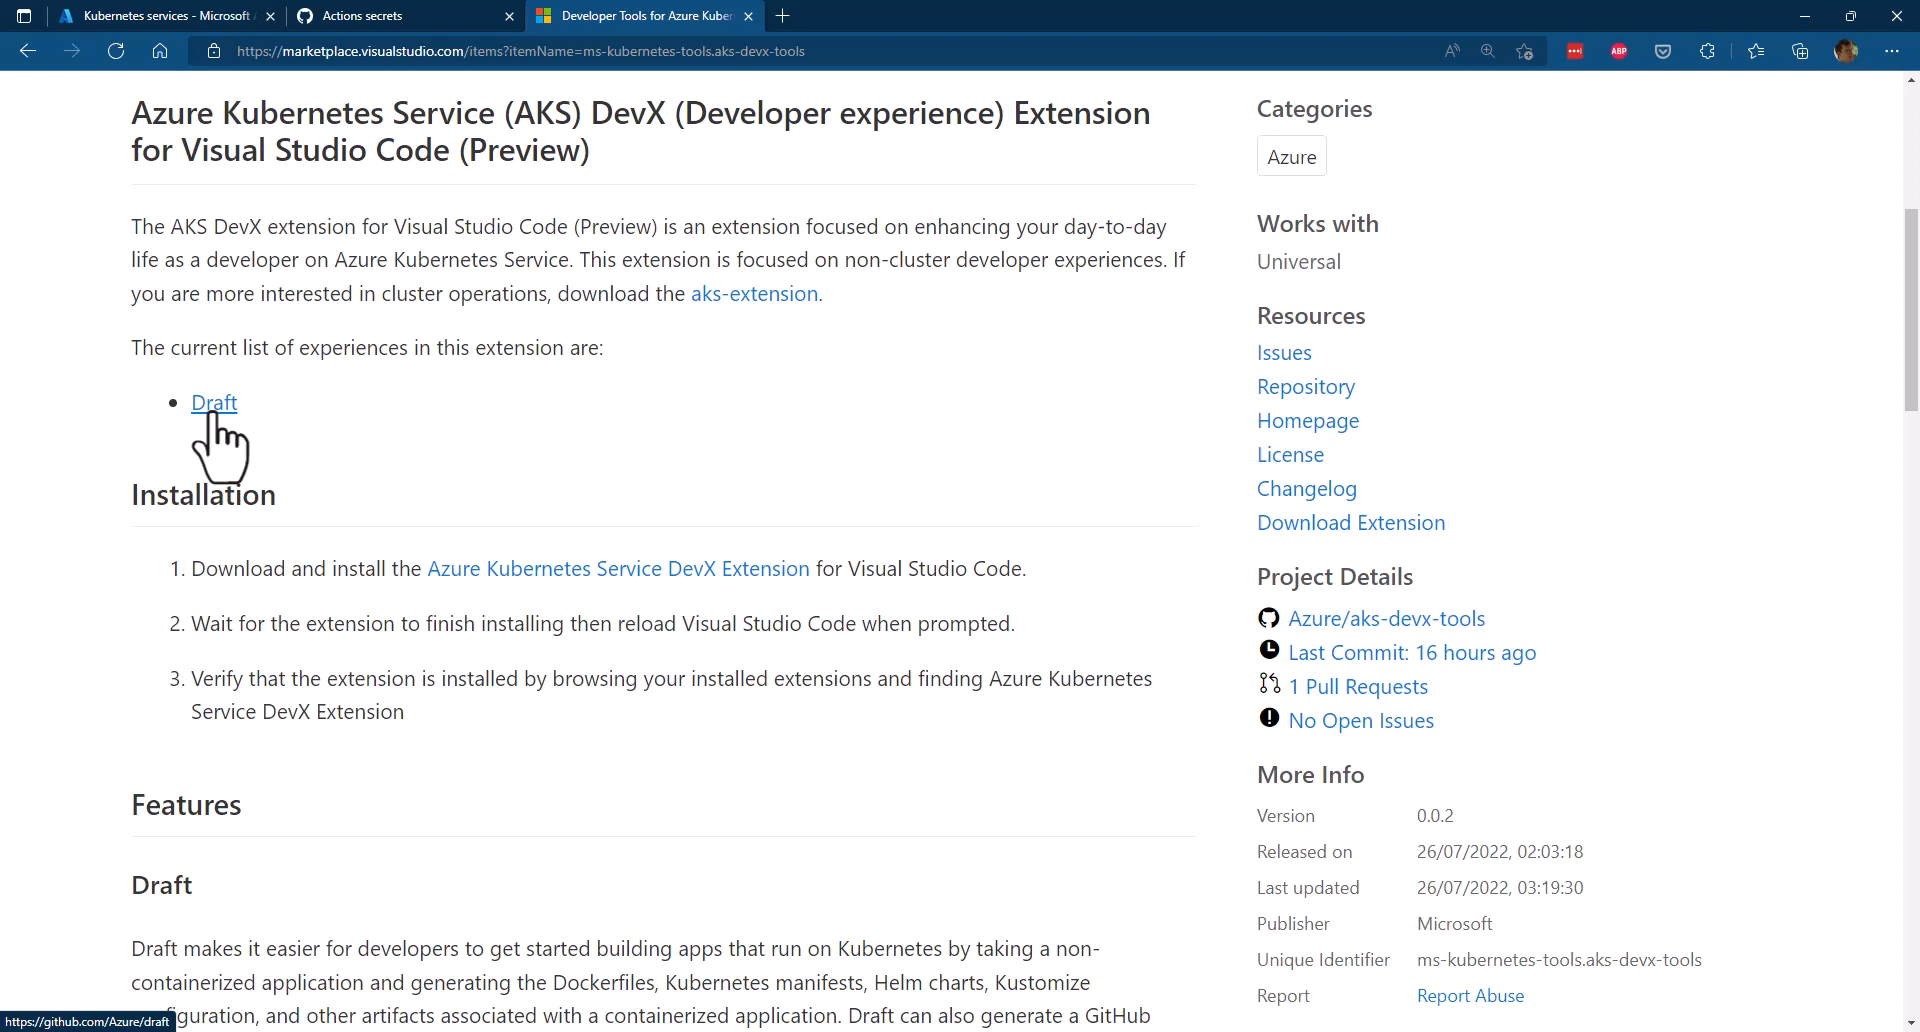 Kubernetes services - Microsoft
Actions secrets
Developer Tools for Azure Kuber
https://marketplace.visualstudio.com/items?itemName=ms-kubernetes-tools.aks-devx-tools
ABP
Azure Kubernetes Service (AKS) DevX (Developer experience) Extension
for Visual Studio Code (Preview)
The AKS DevX extension for Visual Studio Code (Preview) is an extension focused on enhancing your day-to-day
life as a developer on Azure Kubernetes Service. This extension is focused on non-cluster developer experiences. If
you are more interested in cluster operations, download the aks-extension.
The current list of experiences in this extension are:
• Draft
Installation
1. Download and install the Azure Kubernetes Service DevX Extension for Visual Studio Code.
2. Wait for the extension to finish installing then reload Visual Studio Code when prompted.
3. Verify that the extension is installed by browsing your installed extensions and finding Azure Kubernetes
Service DevX Extension
Features
Draft
Draft makes it easier for developers to get started building apps that run on Kubernetes by taking a non-
containerized application and generating the Dockerfiles, Kubernetes manifests, Helm charts, Kustomize
guration, and other artifacts associated with a containerized application. Draft can also generate a GitHub
https://github.com/Azure/draft
Categories
Azure
Works with
Universal
Resources
Issues
Repository
Homepage
License
Changelog
Download Extension
Project Details
Azure/aks-devx-tools
Last Commit: 16 hours ago
1 Pull Requests
No Open Issues
More Info
Version 0.0.2
Released on 26/07/2022, 02:03:18
Last updated 26/07/2022, 03:19:30
Publisher Microsoft
Unique Identifier ms-kubernetes-tools.aks-devx-tools
Report Report Abuse